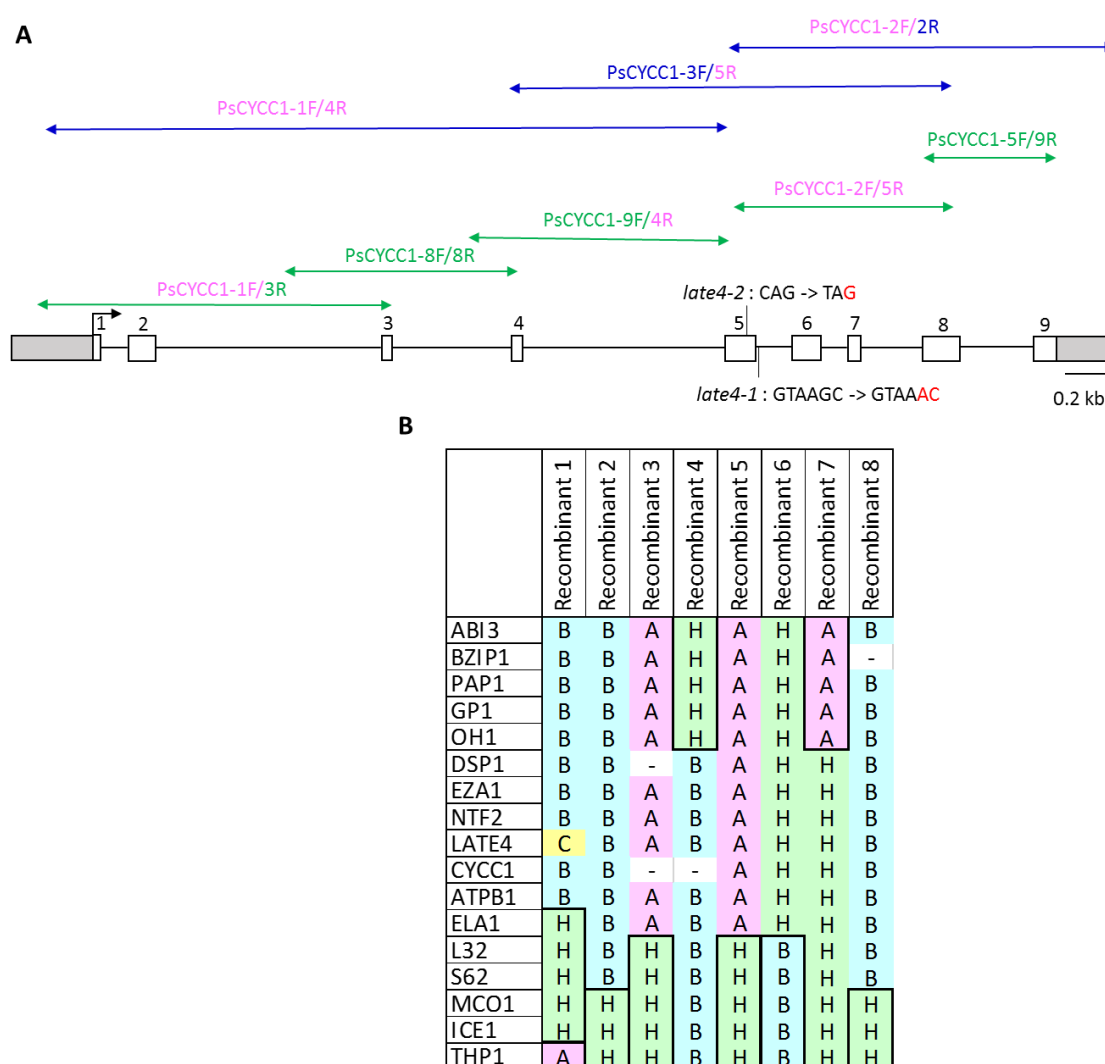 A
PsCYCC1-2F/2R
PsCYCC1-3F/5R
PsCYCC1-1F/4R
PsCYCC1-5F/9R
PsCYCC1-2F/5R
PsCYCC1-9F/4R
PsCYCC1-8F/8R
PsCYCC1-1F/3R
late4-2 : CAG -> TAG
1 2 3 4 5 6 7 8 9
late4-1 : GTAAGC -> GTAAAC
0.2 kb
B
Recombinant 1 Recombinant 2 Recombinant 3 Recombinant 4 Recombinant 5 Recombinant 6 Recombinant 7 Recombinant 8
ABI3 B B A H A H A B
BZIP1 B B A H A H A -
PAP1 B B A H A H A B
GP1 B B A H A H A B
OH1 B B A H A H A B
DSP1 B B - B A H H B
EZA1 B B A B A H H B
NTF2 B B A B A H H B
LATE4 C B A B A H H B
CYCC1 B B - - A H H B
ATPB1 B B A B A H H B
ELA1 H B A B A H H B
L32 H B H B H B H B
S62 H B H B H B H B
MCO1 H H H B H B H H
ICE1 H H H B H B H H
THP1 A H H B H B H H